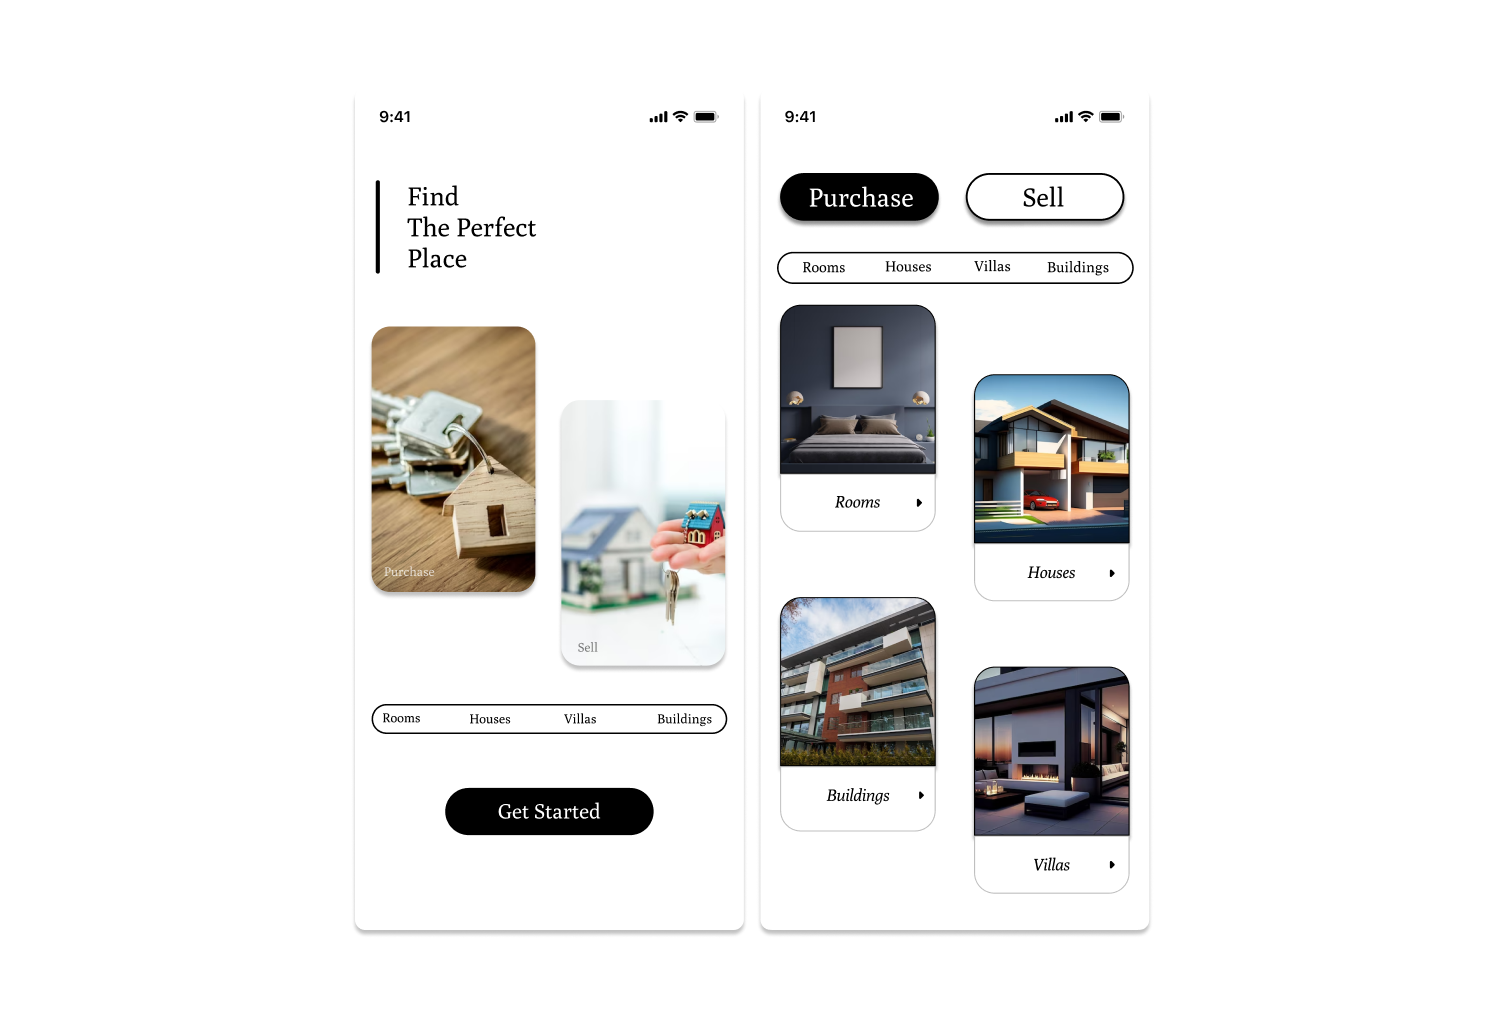 9:41
Find
The Perfect
Place
Purchase
Sell
Rooms Houses Villas Buildings
Get Started
9:41
Purchase Sell
Rooms Houses Villas Buildings
Rooms
Houses
Buildings
Villas